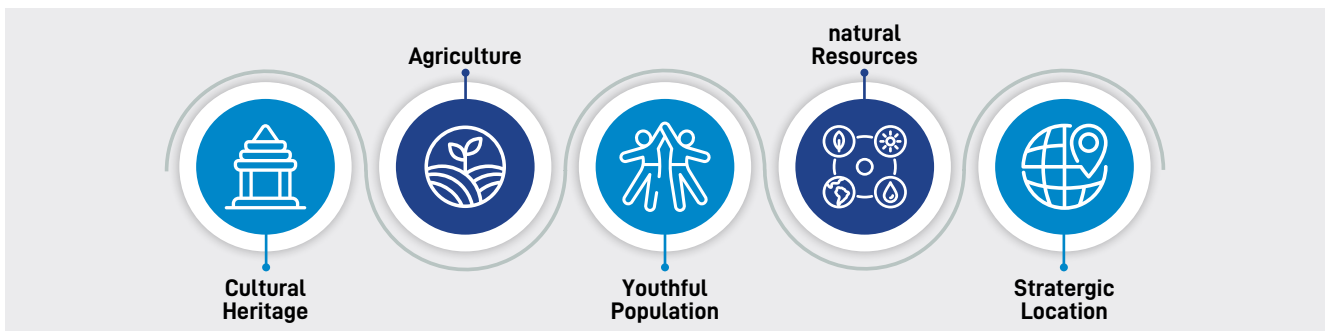 Cultural
Heritage
Agriculture
Youthful
Population
natural
Resources
Stratergic
Location